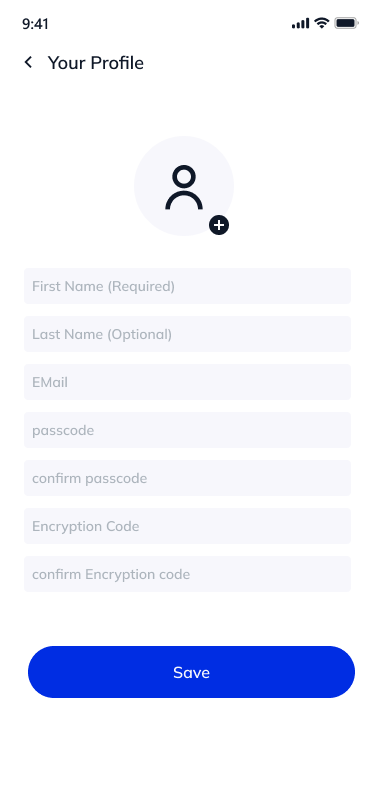 9:41
Your Profile
First Name (Required)
Last Name (Optional)
EMail
passcode
confirm passcode
Encryption Code
confirm Encryption code
Save